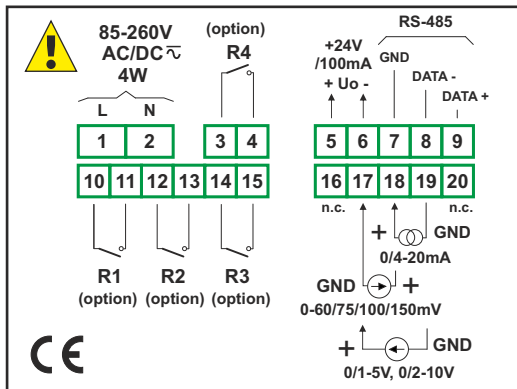 85-260V
AC/DC ⏦
4W
L N
(option)
R4
+24V
/100mA
+ Uo -
RS-485
GND
DATA -
DATA +
1 2 3 4 5 6 7 8 9
10 11 12 13 14 15 16 17 18 19 20
n.c. n.c.
R1 R2 R3
(option) (option) (option)
+ GND
0/4-20mA
GND +
0-60/75/100/150mV
+ GND
0/1-5V, 0/2-10V
CE